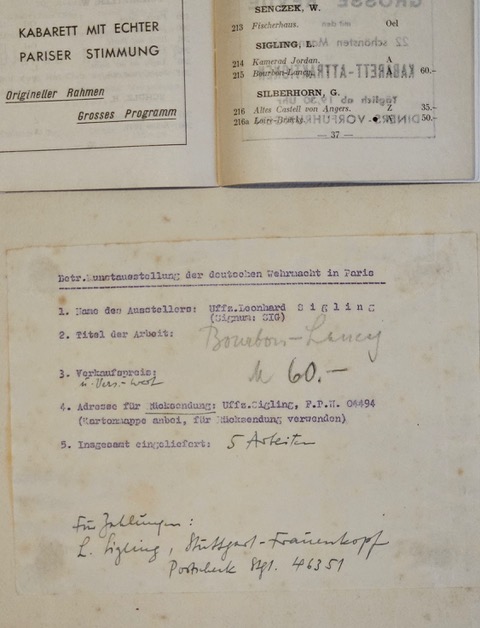 KABARETT MIT ECHTER
PARISER STIMMUNG
Origineller Rahmen
Grosses Programm
SENCZEK, W.
213 Fischerhaus. Oel
SIGLING, L.
214 Kamerad Jordan. A
215 Bourbon-Lancy. A 60.-
SILBERHORN, G.
216 Altes Castell von Angers. Z 35.-
216a Z 50.-
— 37 —
Betr. Kunstausstellung der deutschen Wehrmacht in Paris
1. Name des Ausstellers: Uffz. Leonhard Sigling
(Signum: SIG)
2. Titel der Arbeit: Bourbon-Lancy
3. Verkaufspreis: M 60.-
u. Vers.-wert
4. Adresse für Rücksendung: Uffz. Sigling, F.P.N. 04494
(Kartonmappe anbei, für Rücksendung verwenden)
5. Insgesamt eingeliefert: 5 Arbeiten
Für Zahlungen:
L. Sigling, Stuttgart-Frauenkopf
Postscheck Stgt. 46351